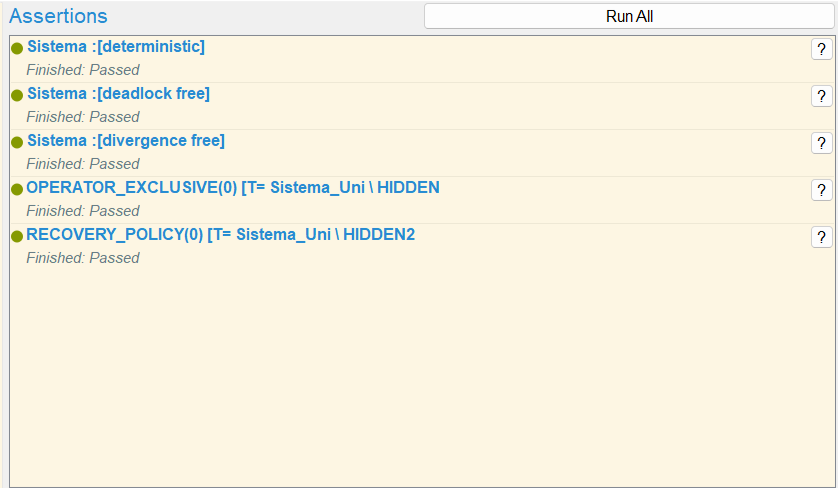 Assertions
Run All
Sistema :[deterministic]
?
Finished: Passed
Sistema :[deadlock free]
?
Finished: Passed
Sistema :[divergence free]
?
Finished: Passed
OPERATOR_EXCLUSIVE(0) [T= Sistema_Uni \ HIDDEN
?
Finished: Passed
RECOVERY_POLICY(0) [T= Sistema_Uni \ HIDDEN2
?
Finished: Passed